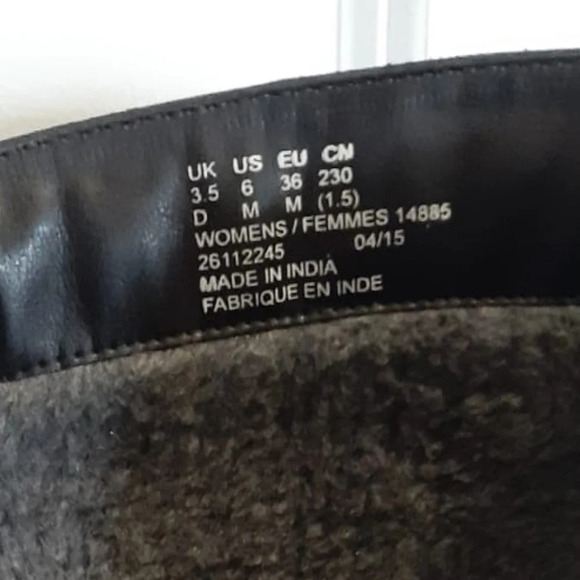 UK US EU CN
3.5 6 36 230
D M M (1.5)
WOMENS / FEMMES 14885
26112245 04/15
MADE IN INDIA
FABRIQUE EN INDE